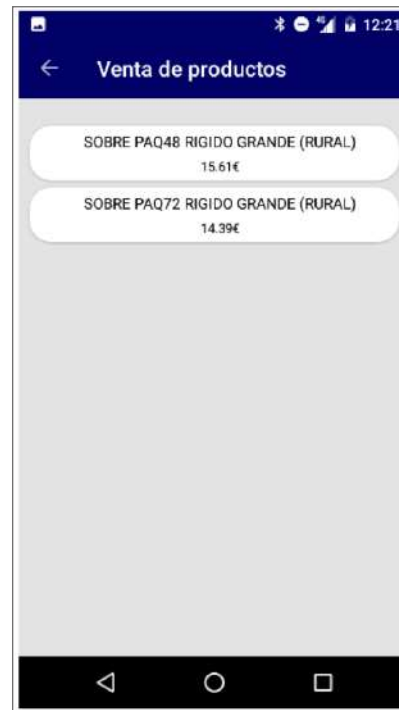 12:21
Venta de productos
SOBRE PAQ48 RIGIDO GRANDE (RURAL)
15.61€
SOBRE PAQ72 RIGIDO GRANDE (RURAL)
14.39€